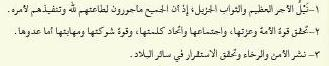 ١- نَيْلُ الأجر العظيم والثواب الجزيل، إذ أن الجميع مأجورون لطاعتهم لله وتنفيذهم لأمره.
٢- تحقق قوة الأمة وعزتها، واجتماعها واتحاد كلمتها، وقوة شوكتها ومهابتها أما عدوها.
٣- نشر الأمن والرخاء وتحقق الاستقرار في سائر البلاد.